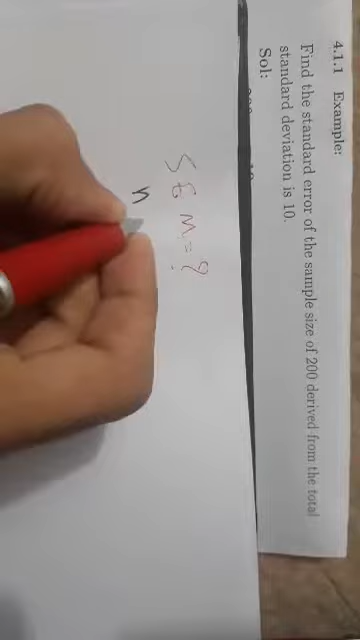 4.1.1 Example:
Find the standard error of the sample size of 200 derived from the total
standard deviation is 10.
Sol:
SEM = ?
n